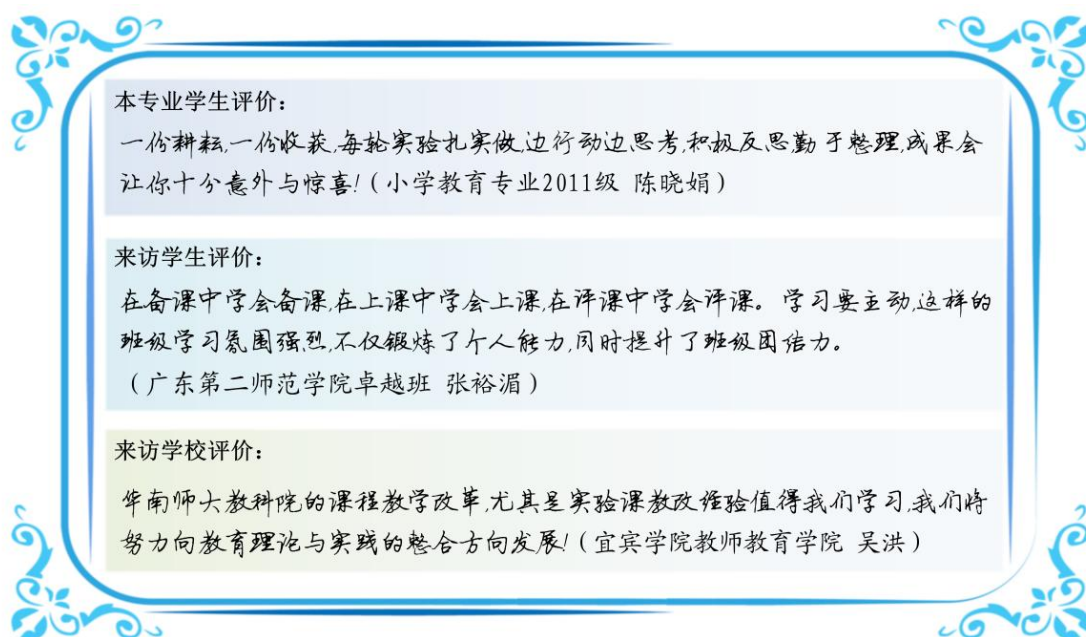 本专业学生评价：
一份耕耘,一份收获,每轮实验扎实做,边行动边思考,积极反思勤于整理,成果会
让你十分意外与惊喜!（小学教育专业2011级 陈晓娟）
来访学生评价：
在备课中学会备课,在上课中学会上课,在评课中学会评课。学习要主动,这样的
班级学习氛围强烈,不仅锻炼了个人能力,同时提升了班级团结力。
（广东第二师范学院卓越班 张裕湄）
来访学校评价：
华南师大教科院的课程教学改革,尤其是实验课教改经验值得我们学习,我们将
努力向教育理论与实践的整合方向发展!（宜宾学院教师教育学院 吴洪）